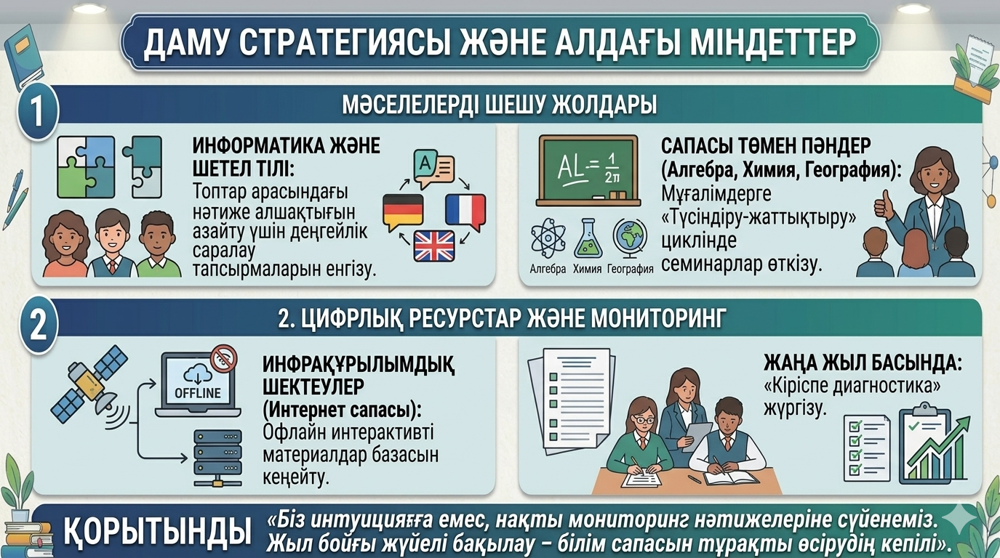 ДАМУ СТРАТЕГИЯСЫ ЖӘНЕ АЛДАҒЫ МІНДЕТТЕР
1
МӘСЕЛЕЛЕРДІ ШЕШУ ЖОЛДАРЫ
ИНФОРМАТИКА ЖӘНЕ
ШЕТЕЛ ТІЛІ:
Топтар арасындағы
нәтиже алшақтығын
азайту үшін деңгейлік
саралау
тапсырмаларын енгізу.
A
AL = 1/2π
Алгебра Химия География
САПАСЫ ТӨМЕН ПӘНДЕР
(Алгебра, Химия, География):
Мұғалімдерге
«Түсіндіру-жаттықтыру»
циклінде
семинарлар өткізу.
2
2. ЦИФРЛЫҚ РЕСУРСТАР ЖӘНЕ МОНИТОРИНГ
OFFLINE
ИНФРАҚҰРЫЛЫМДЫҚ
ШЕКТЕУЛЕР
(Интернет сапасы):
Офлайн интерактивті
материалдар базасын
кеңейту.
ЖАҢА ЖЫЛ БАСЫНДА:
«Кіріспе диагностика»
жүргізу.
ҚОРЫТЫНДЫ
«Біз интуицияғға емес, нақты мониторинг нәтижелеріне сүйенеміз.
Жыл бойғы жүйелі бақылау – білім сапасын тұрақты өсірудің кепілі».